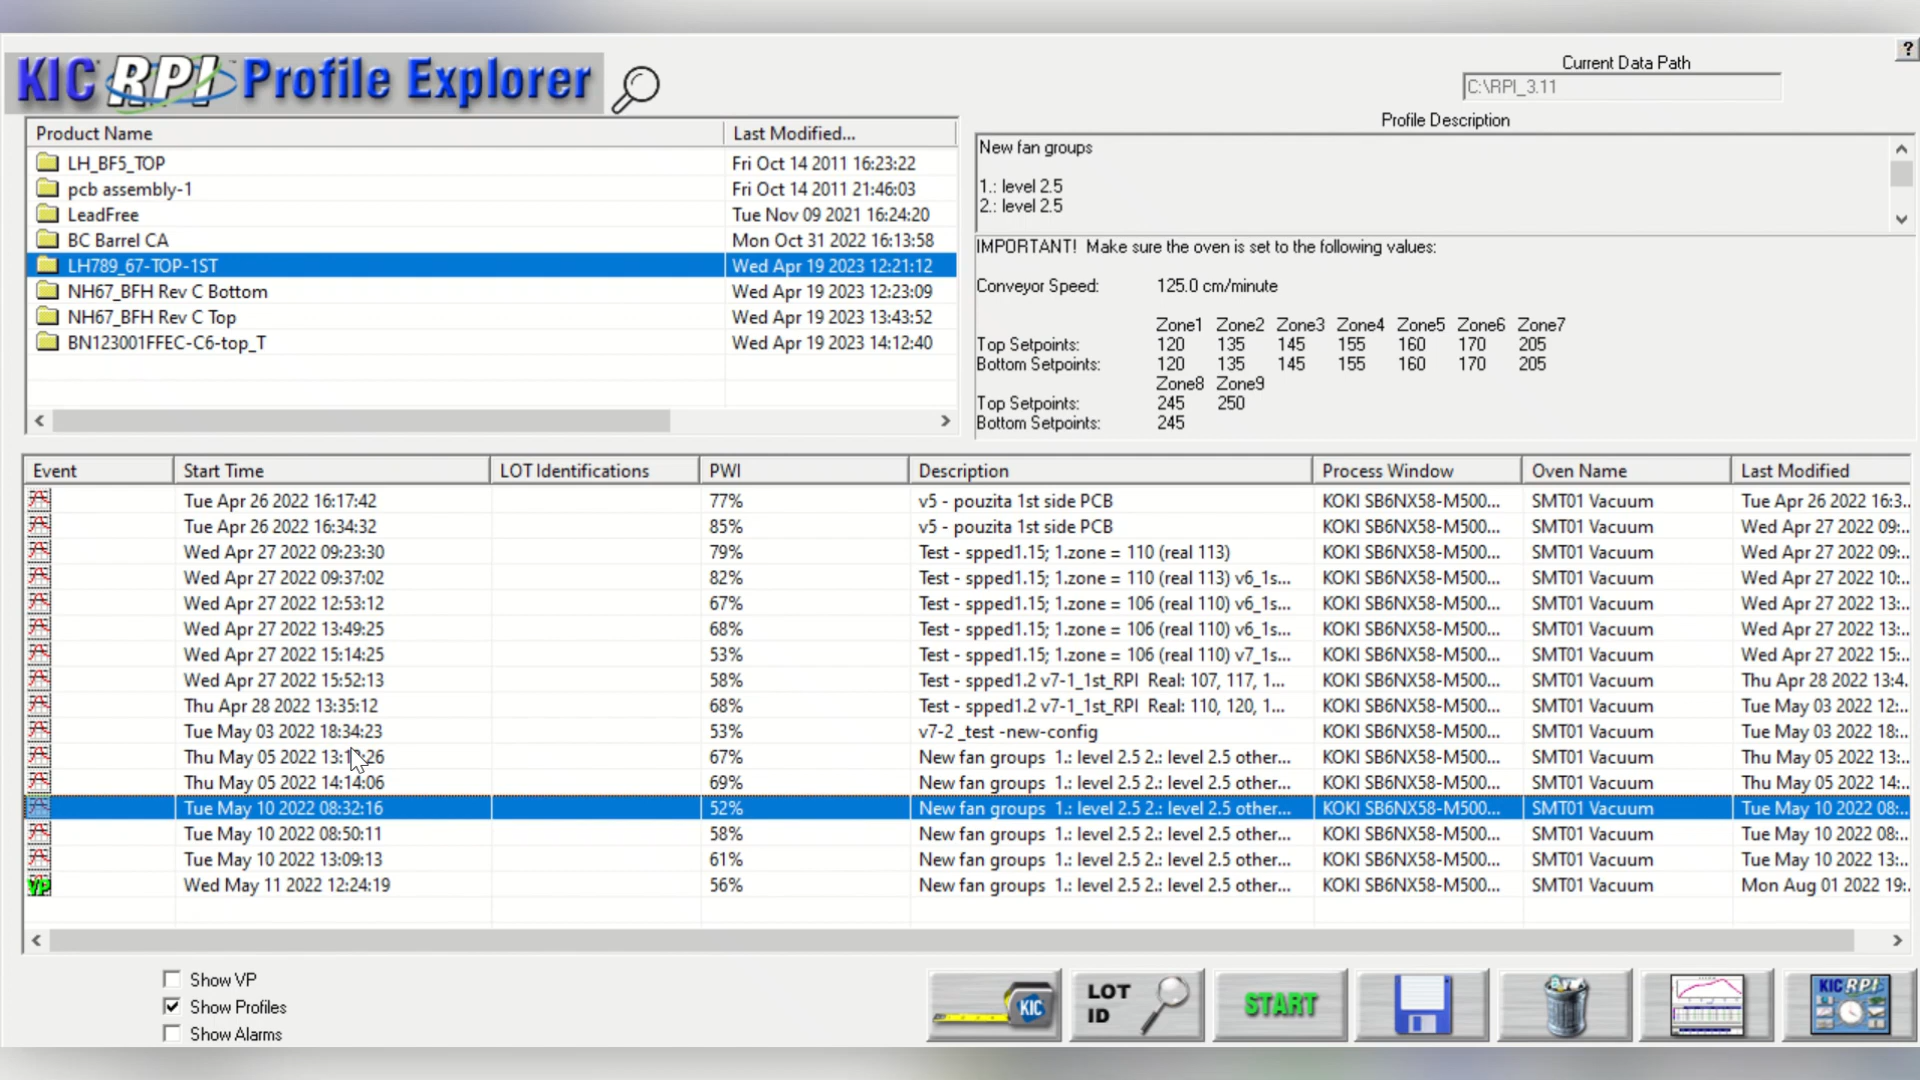 KIC RPI Profile Explorer
?
Current Data Path
C:\RPI_3.11
Profile Description
Product Name Last Modified...
LH_BF5_TOP Fri Oct 14 2011 16:23:22
pcb assembly-1 Fri Oct 14 2011 21:46:03
LeadFree Tue Nov 09 2021 16:24:20
BC Barrel CA Mon Oct 31 2022 16:13:58
LH789_67-TOP-1ST Wed Apr 19 2023 12:21:12
NH67_BFH Rev C Bottom Wed Apr 19 2023 12:23:09
NH67_BFH Rev C Top Wed Apr 19 2023 13:43:52
BN123001FFEC-C6-top_T Wed Apr 19 2023 14:12:40
New fan groups
1.: level 2.5
2.: level 2.5
IMPORTANT! Make sure the oven is set to the following values:
Conveyor Speed: 125.0 cm/minute
Zone1 Zone2 Zone3 Zone4 Zone5 Zone6 Zone7
Top Setpoints: 120 135 145 155 160 170 205
Bottom Setpoints: 120 135 145 155 160 170 205
Zone8 Zone9
Top Setpoints: 245 250
Bottom Setpoints: 245
Event Start Time LOT Identifications PWI Description Process Window Oven Name Last Modified
Tue Apr 26 2022 16:17:42 77% v5 - pouzita 1st side PCB KOKI SB6NX58-M500... SMT01 Vacuum Tue Apr 26 2022 16:3..
Tue Apr 26 2022 16:34:32 85% v5 - pouzita 1st side PCB KOKI SB6NX58-M500... SMT01 Vacuum Wed Apr 27 2022 09:..
Wed Apr 27 2022 09:23:30 79% Test - spped1.15; 1.zone = 110 (real 113) KOKI SB6NX58-M500... SMT01 Vacuum Wed Apr 27 2022 09:..
Wed Apr 27 2022 09:37:02 82% Test - spped1.15; 1.zone = 110 (real 113) v6_1s... KOKI SB6NX58-M500... SMT01 Vacuum Wed Apr 27 2022 10:..
Wed Apr 27 2022 12:53:12 67% Test - spped1.15; 1.zone = 106 (real 110) v6_1s... KOKI SB6NX58-M500... SMT01 Vacuum Wed Apr 27 2022 13:..
Wed Apr 27 2022 13:49:25 68% Test - spped1.15; 1.zone = 106 (real 110) v6_1s... KOKI SB6NX58-M500... SMT01 Vacuum Wed Apr 27 2022 13:..
Wed Apr 27 2022 15:14:25 53% Test - spped1.15; 1.zone = 106 (real 110) v7_1s... KOKI SB6NX58-M500... SMT01 Vacuum Wed Apr 27 2022 15:..
Wed Apr 27 2022 15:52:13 58% Test - spped1.2 v7-1_1st_RPI Real: 107, 117, 1... KOKI SB6NX58-M500... SMT01 Vacuum Thu Apr 28 2022 13:4.
Thu Apr 28 2022 13:35:12 68% Test - spped1.2 v7-1_1st_RPI Real: 110, 120, 1... KOKI SB6NX58-M500... SMT01 Vacuum Tue May 03 2022 12:..
Tue May 03 2022 18:34:23 53% v7-2 _test -new-config KOKI SB6NX58-M500... SMT01 Vacuum Tue May 03 2022 18:..
Thu May 05 2022 67% New fan groups 1.: level 2.5 2.: level 2.5 other... KOKI SB6NX58-M500... SMT01 Vacuum Thu May 05 2022 13:..
Thu May 05 2022 14:14:06 69% New fan groups 1.: level 2.5 2.: level 2.5 other... KOKI SB6NX58-M500... SMT01 Vacuum Thu May 05 2022 14:..
Tue May 10 2022 08:32:16 52% New fan groups 1.: level 2.5 2.: level 2.5 other... KOKI SB6NX58-M500... SMT01 Vacuum Tue May 10 2022 08:..
Tue May 10 2022 08:50:11 58% New fan groups 1.: level 2.5 2.: level 2.5 other... KOKI SB6NX58-M500... SMT01 Vacuum Tue May 10 2022 08:..
Tue May 10 2022 13:09:13 61% New fan groups 1.: level 2.5 2.: level 2.5 other... KOKI SB6NX58-M500... SMT01 Vacuum Tue May 10 2022 13:..
VP Wed May 11 2022 12:24:19 56% New fan groups 1.: level 2.5 2.: level 2.5 other... KOKI SB6NX58-M500... SMT01 Vacuum Mon Aug 01 2022 19:.
Show VP
Show Profiles
Show Alarms
KIC
LOT
ID
START
KIC RPI